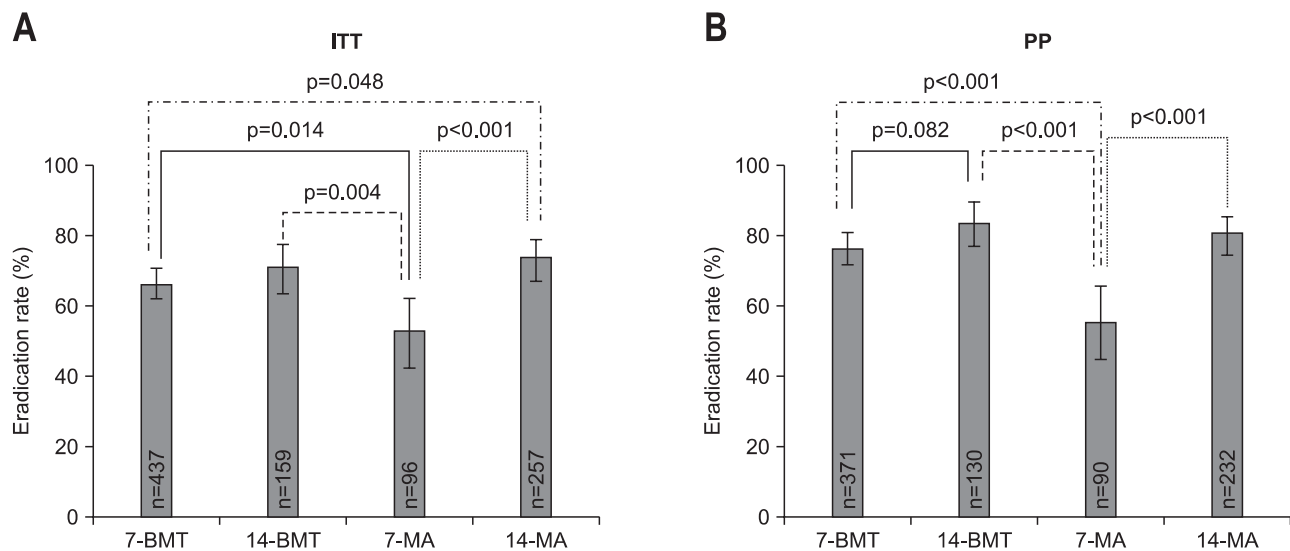 A
ITT
p=0.048
p=0.014
p<0.001
p=0.004
100
80
60
40
20
0
Eradication rate (%)
n=437
n=159
n=96
n=257
7-BMT
14-BMT
7-MA
14-MA
B
PP
p<0.001
p=0.082
p<0.001
p<0.001
100
80
60
40
20
0
Eradication rate (%)
n=371
n=130
n=90
n=232
7-BMT
14-BMT
7-MA
14-MA